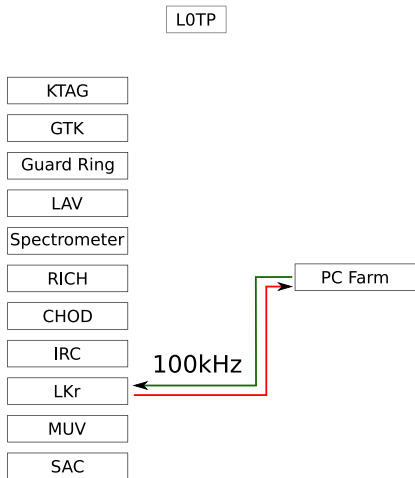 L0TP
KTAG
GTK
Guard Ring
LAV
Spectrometer
RICH
PC Farm
CHOD
IRC
100kHz
LKr
MUV
SAC